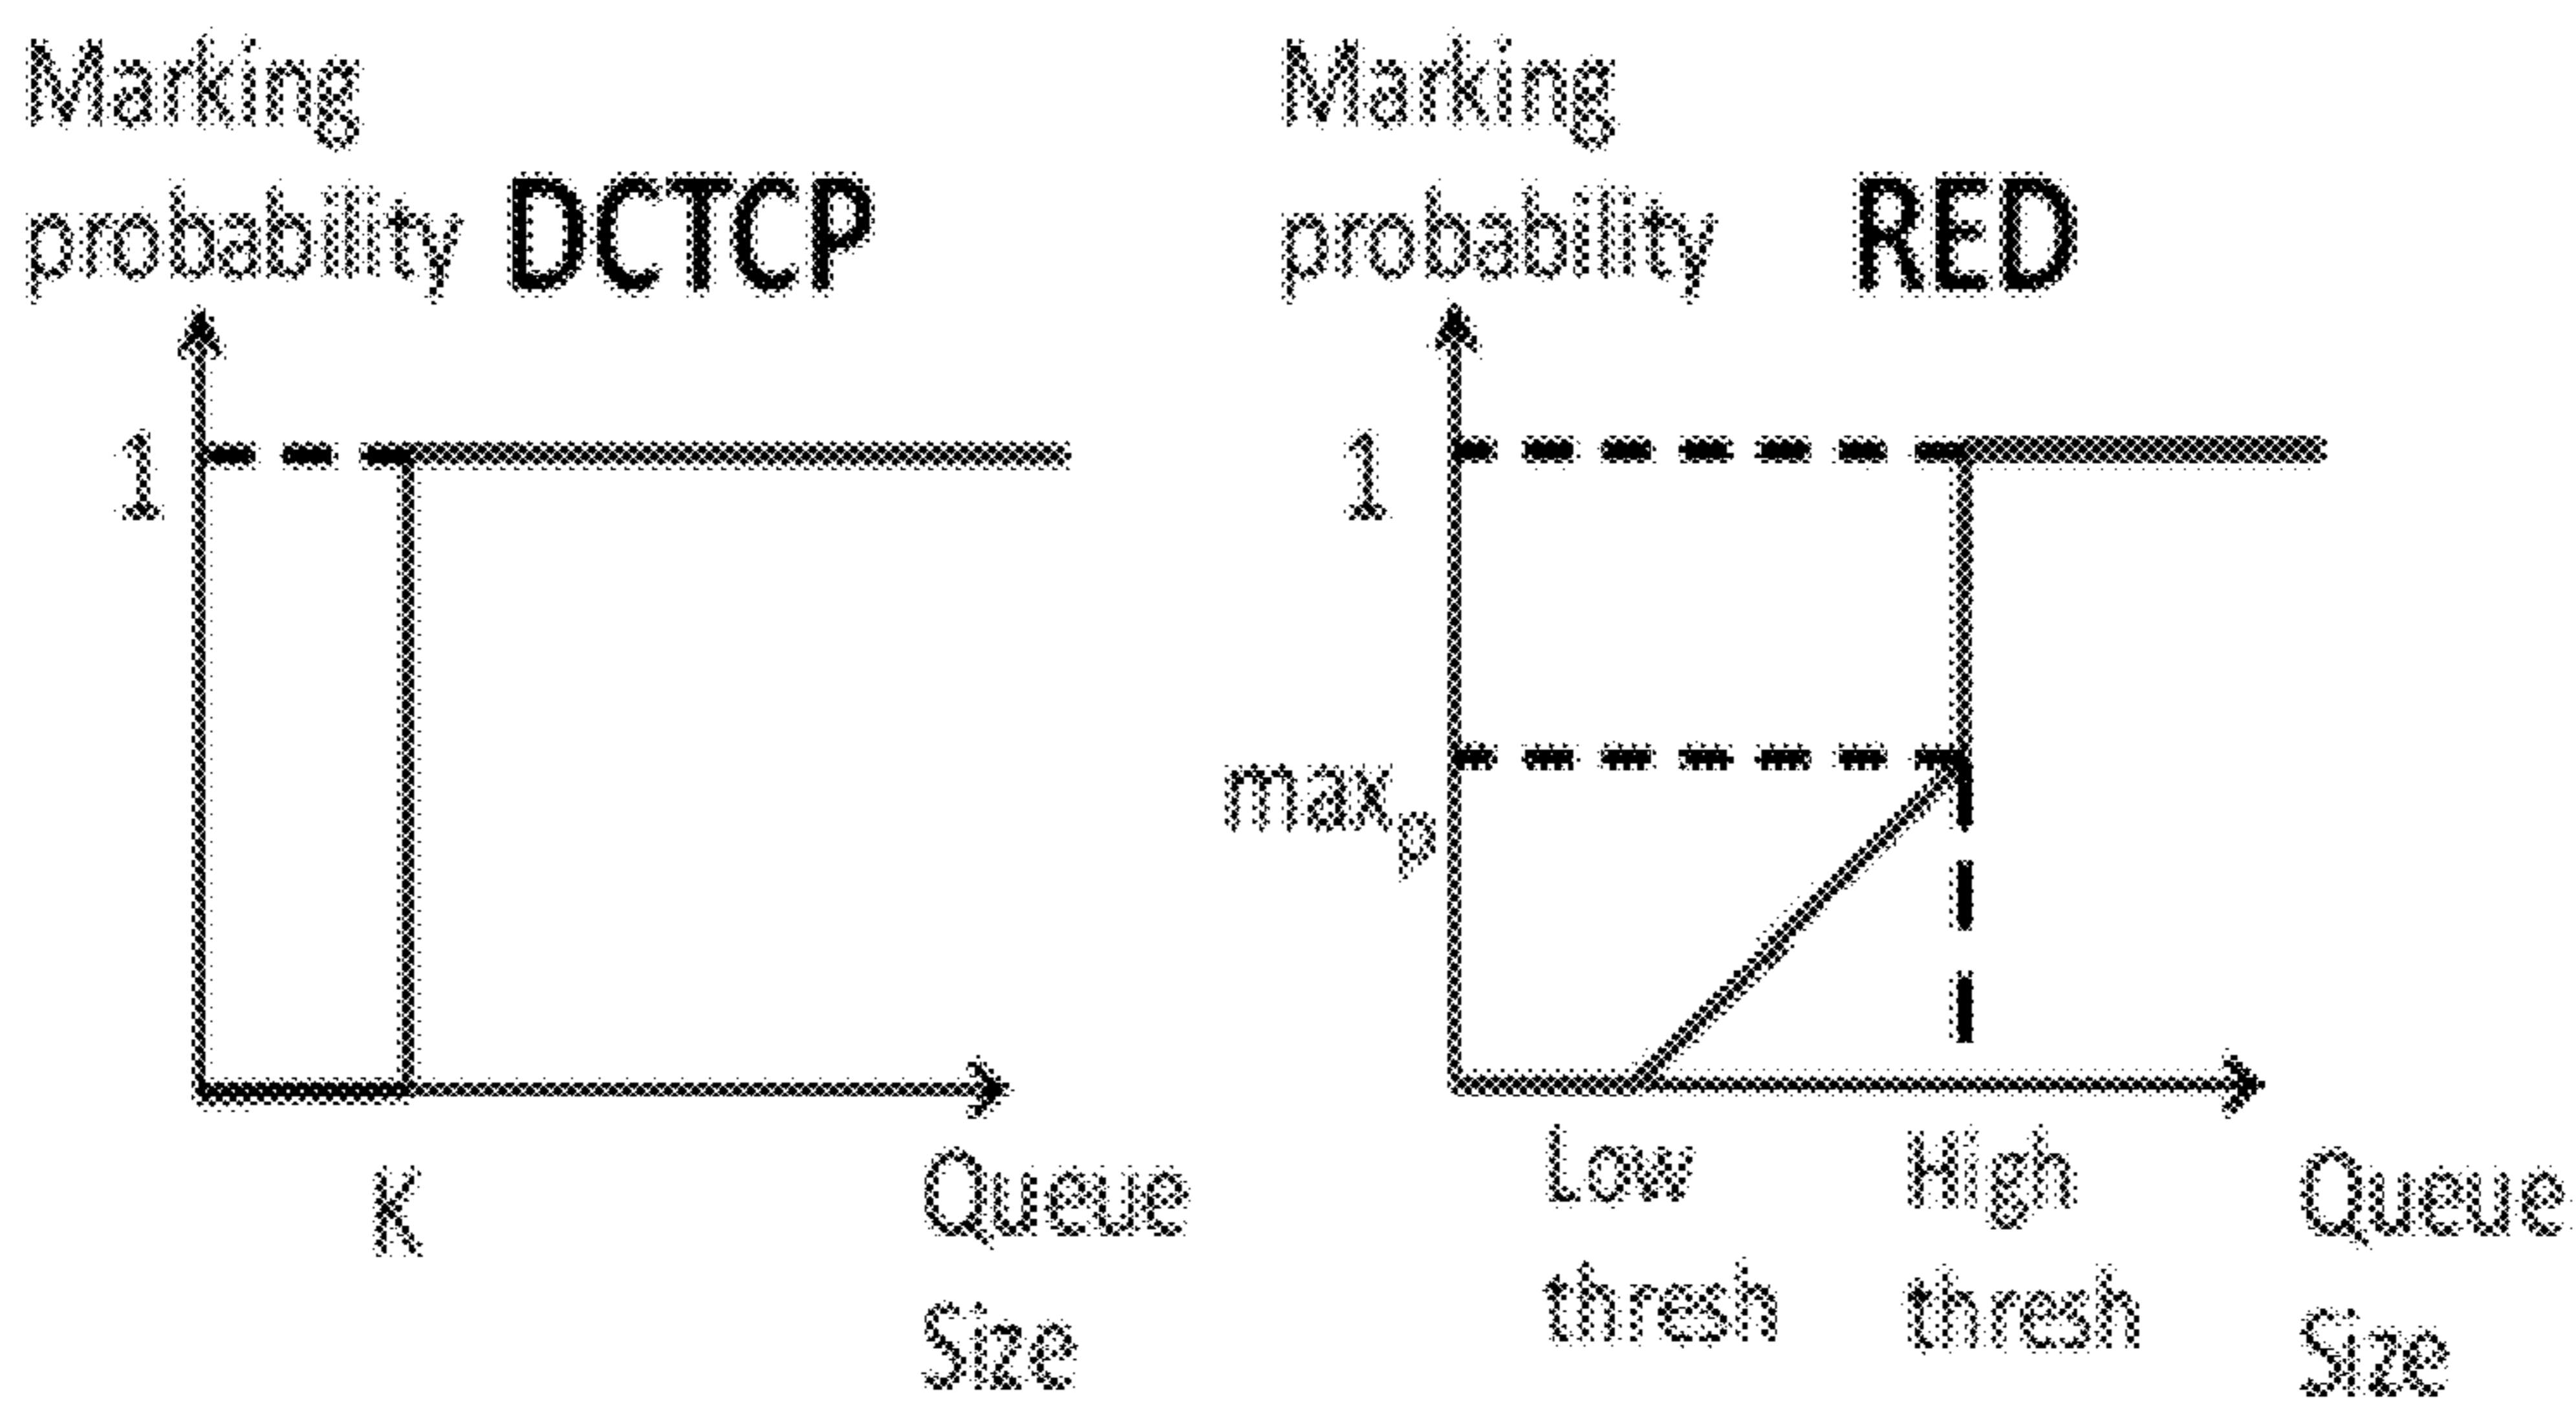 Marking
probability DCTCP
1
K
Queue
Size
Marking
probability RED
1
max_p
Low
thresh
High
thresh
Queue
Size